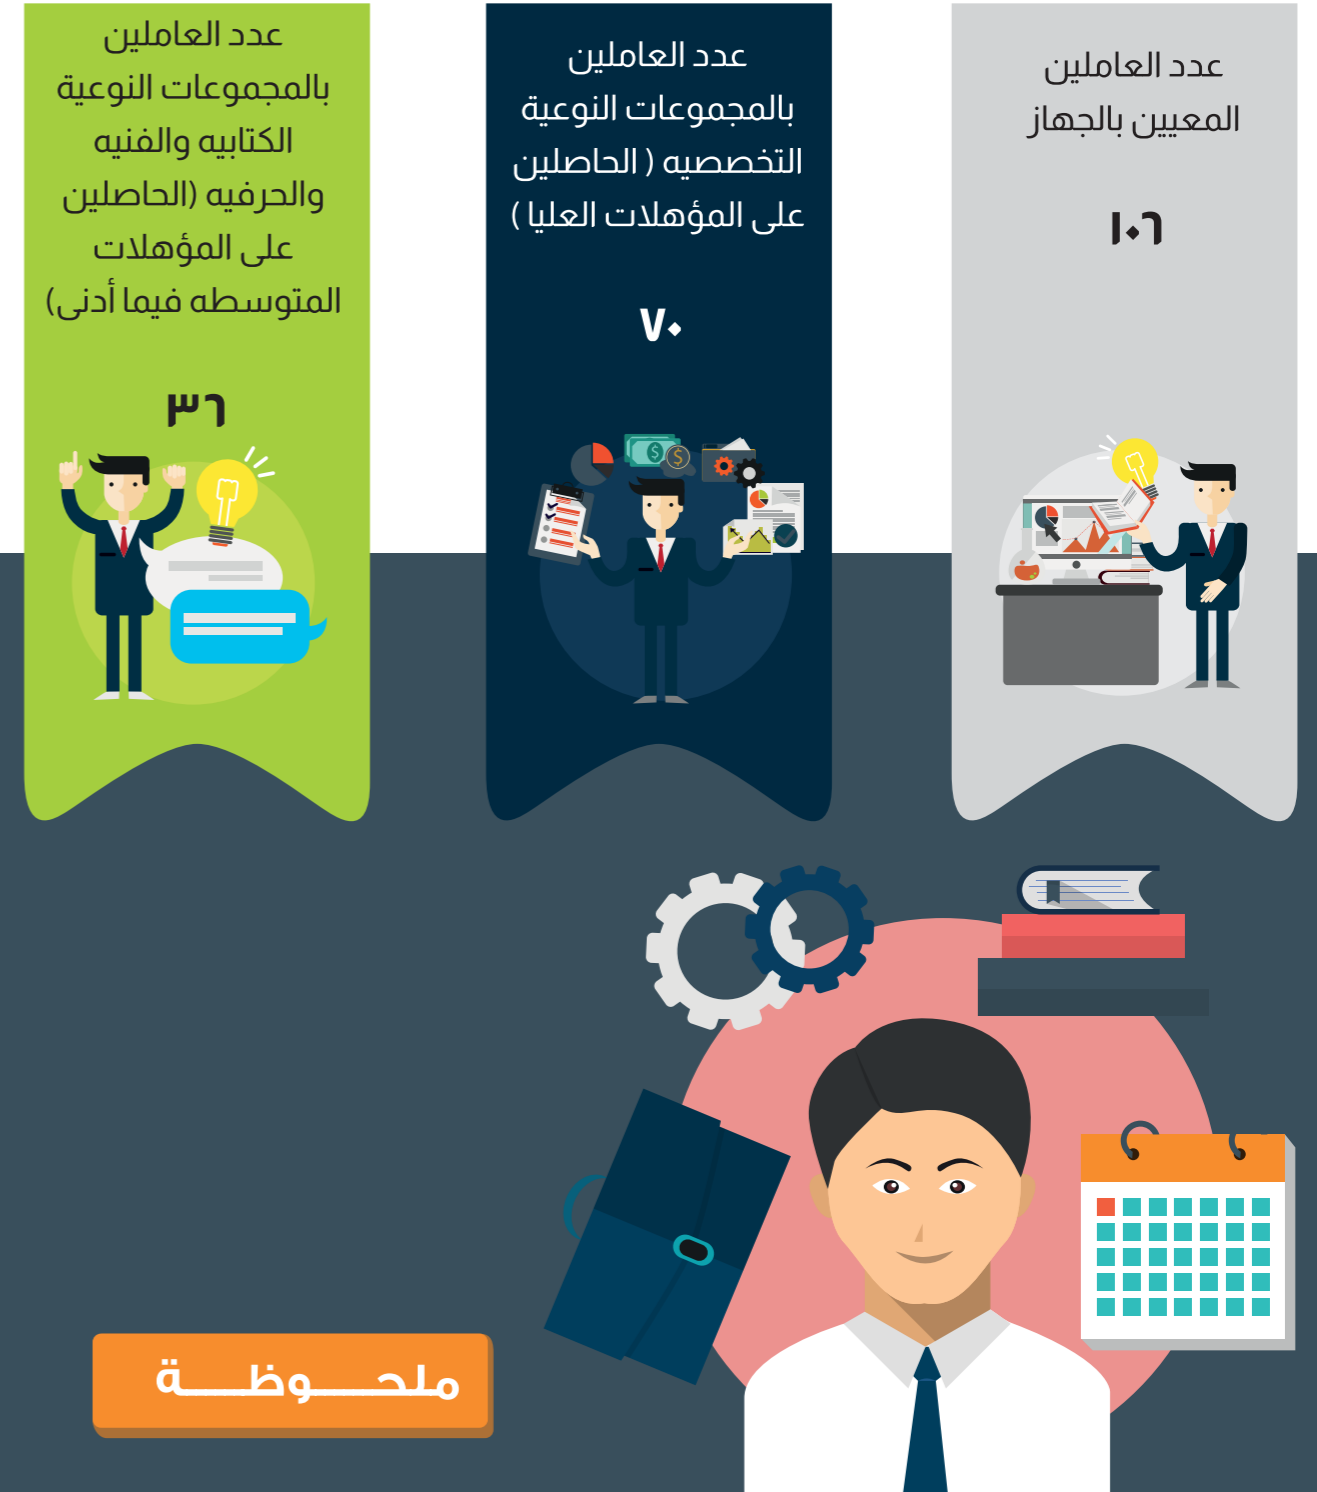 عدد العاملين
المعيين بالجهاز
١٠٦
عدد العاملين
بالمجموعات النوعية
التخصصيه ( الحاصلين
على المؤهلات العليا )
٧٠
عدد العاملين
بالمجموعات النوعية
الكتابيه والفنيه
والحرفيه (الحاصلين
على المؤهلات
المتوسطه فيما أدنى)
٣٦
ملحـــوظـــة